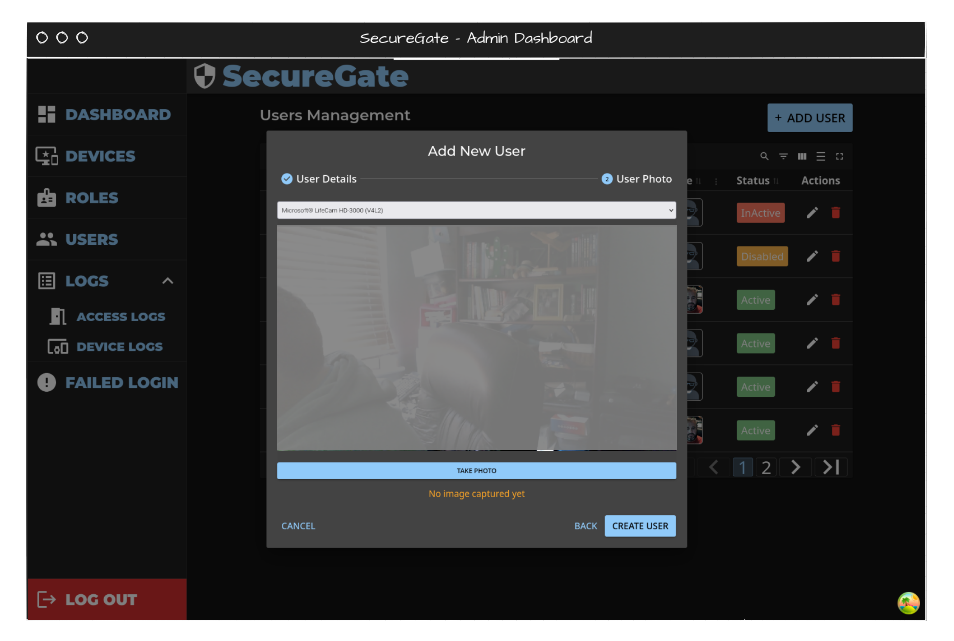 SecureGate - Admin Dashboard
SecureGate
DASHBOARD
DEVICES
ROLES
USERS
LOGS
ACCESS LOGS
DEVICE LOGS
FAILED LOGIN
LOG OUT
Users Management
+ ADD USER
Status
Actions
InActive
Disabled
Active
Active
Active
Active
1 2
Add New User
User Details
2 User Photo
Microsoft® LifeCam HD-3000 (V4L2)
TAKE PHOTO
No image captured yet
CANCEL
BACK
CREATE USER